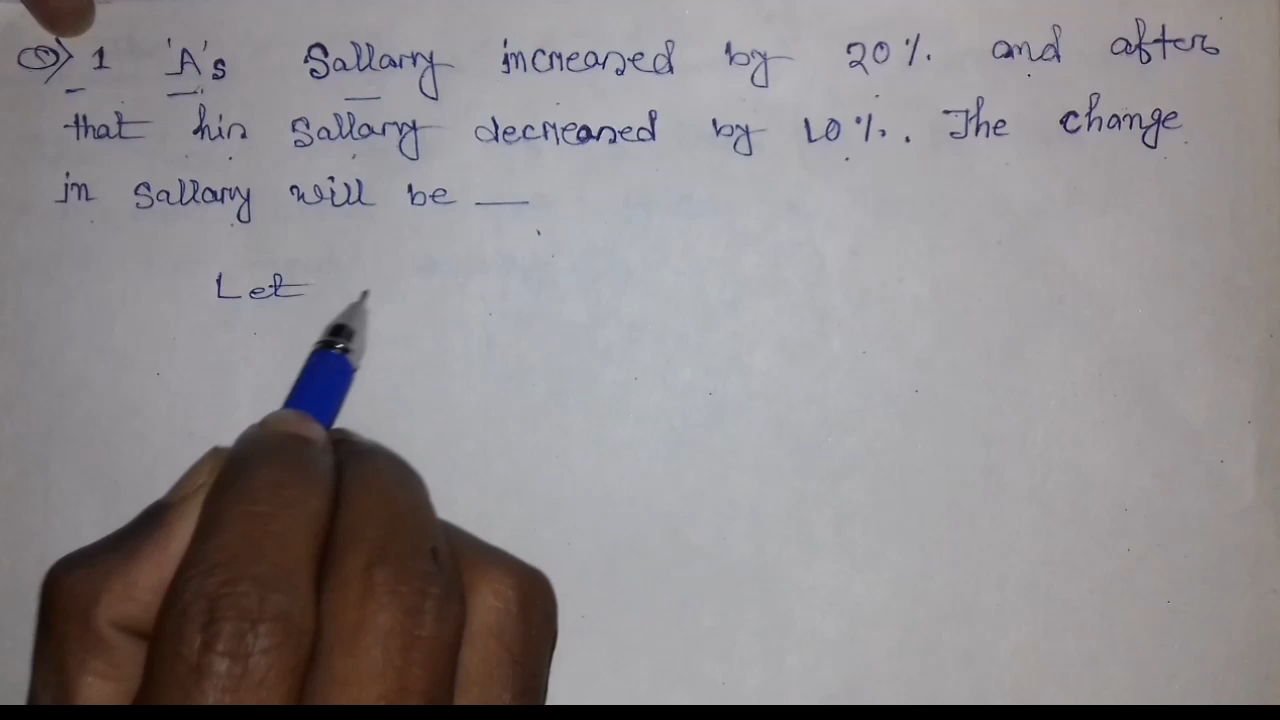 Q> 1 'A's Sallary increased by 20%. and after
that his Sallary decreased by 10%. The change
in Sallary will be —
Let